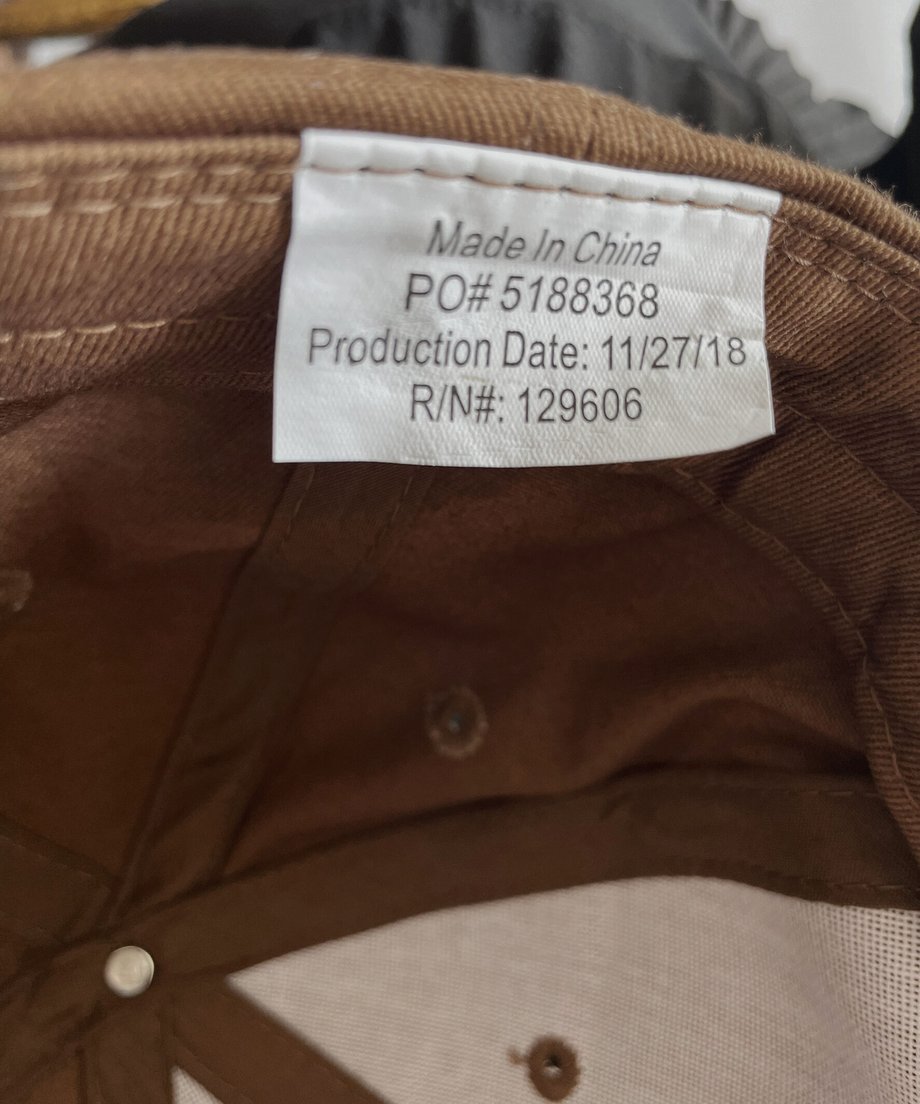 Made In China
PO# 5188368
Production Date: 11/27/18
R/N#: 129606